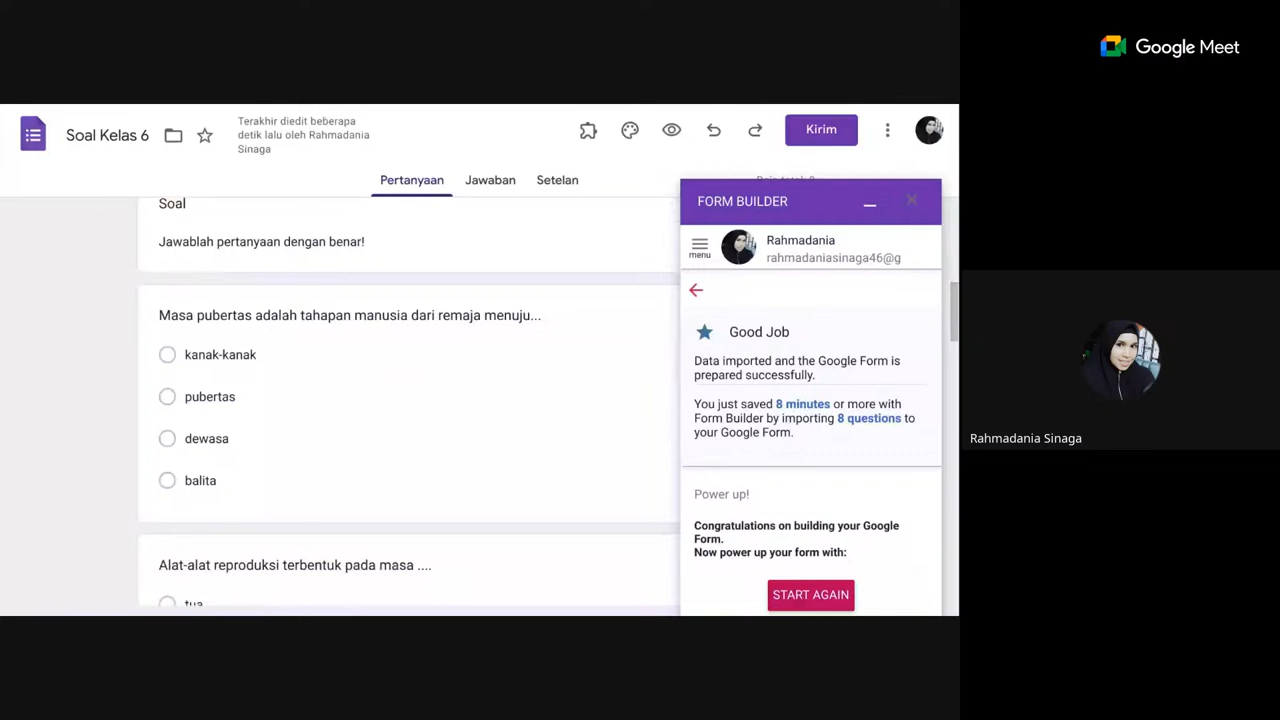 Google Meet
Soal Kelas 6
Terakhir diedit beberapa
detik lalu oleh Rahmadania
Sinaga
Kirim
Pertanyaan
Jawaban
Setelan
Soal
Jawablah pertanyaan dengan benar!
Masa pubertas adalah tahapan manusia dari remaja menuju...
kanak-kanak
pubertas
dewasa
balita
Alat-alat reproduksi terbentuk pada masa ....
tua
FORM BUILDER
menu
Rahmadania
rahmadaniasinaga46@g
Good Job
Data imported and the Google Form is
prepared successfully.
You just saved 8 minutes or more with
Form Builder by importing 8 questions to
your Google Form.
Power up!
Congratulations on building your Google
Form.
Now power up your form with:
START AGAIN
Rahmadania Sinaga